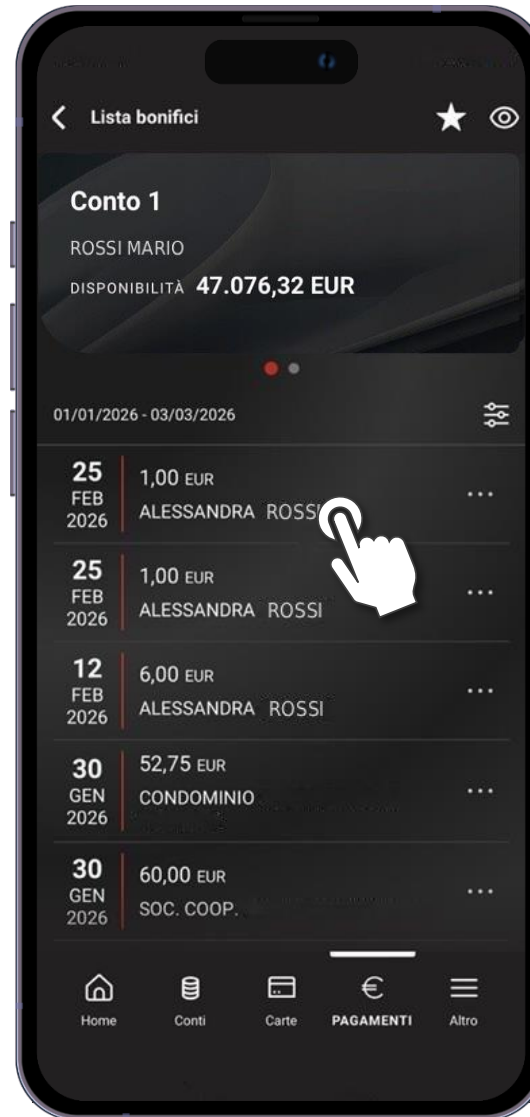 Lista bonifici
Conto 1
ROSSI MARIO
DISPONIBILITÀ 47.076,32 EUR
01/01/2026 - 03/03/2026
25 FEB 2026
1,00 EUR
ALESSANDRA ROSSI
25 FEB 2026
1,00 EUR
ALESSANDRA ROSSI
12 FEB 2026
6,00 EUR
ALESSANDRA ROSSI
30 GEN 2026
52,75 EUR
CONDOMINIO
30 GEN 2026
60,00 EUR
SOC. COOP.
Home Conti Carte PAGAMENTI Altro